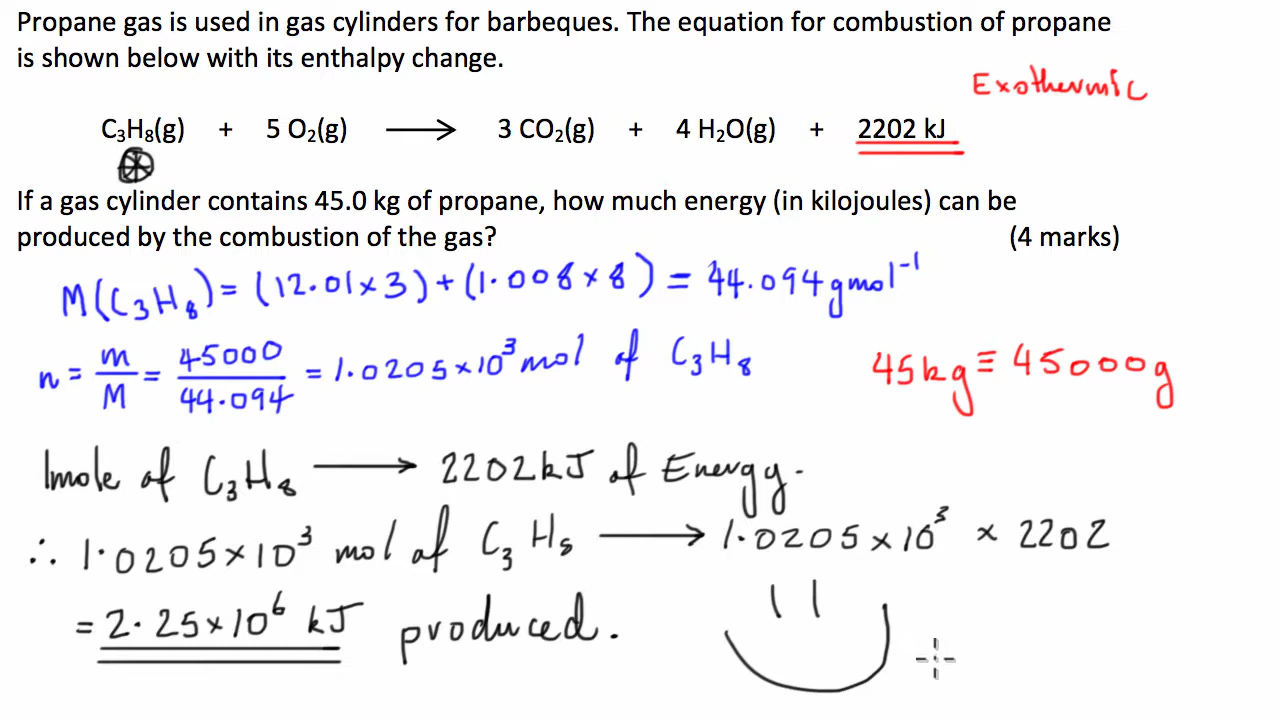 Propane gas is used in gas cylinders for barbeques. The equation for combustion of propane
is shown below with its enthalpy change.
Exothermic
C₃H₈(g) + 5 O₂(g) ⟶ 3 CO₂(g) + 4 H₂O(g) + 2202 kJ
If a gas cylinder contains 45.0 kg of propane, how much energy (in kilojoules) can be
produced by the combustion of the gas? (4 marks)
M(C₃H₈) = (12.01×3)+(1.008×8) = 44.094gmol⁻¹
n = m/M = 45000/44.094 = 1.0205×10³mol of C₃H₈
45kg ≡ 45000g
1mole of C₃H₈ ⟶ 2202kJ of Energy.
∴ 1.0205×10³ mol of C₃H₈ ⟶ 1.0205×10³ × 2202
= 2.25×10⁶ kJ produced.